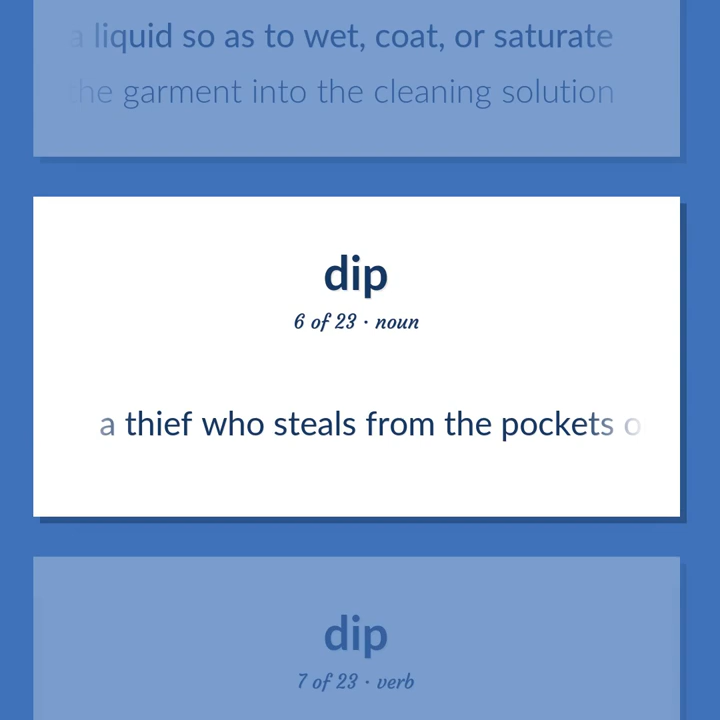 a liquid so as to wet, coat, or saturate
the garment into the cleaning solution
dip
6 of 23 · noun
a thief who steals from the pockets o
dip
7 of 23 · verb